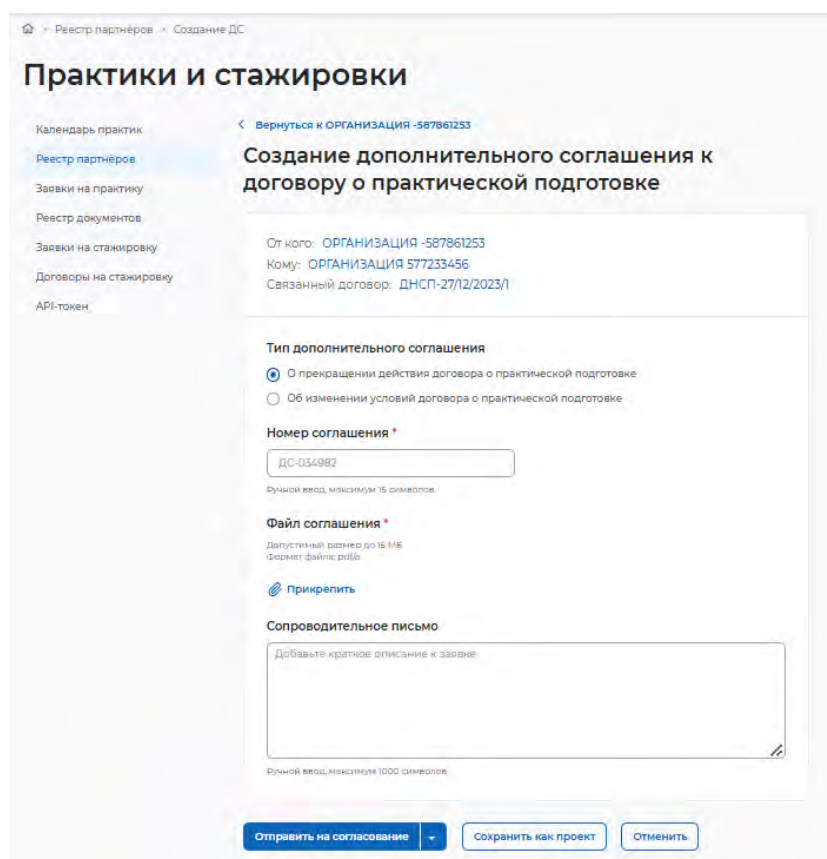 Реестр партнёров
Создание ДС
Практики и стажировки
Календарь практик
Реестр партнёров
Заявки на практику
Реестр документов
Заявки на стажировку
Договоры на стажировку
API-токен
Вернуться к ОРГАНИЗАЦИЯ -587861253
Создание дополнительного соглашения к
договору о практической подготовке
От кого: ОРГАНИЗАЦИЯ -587861253
Кому: ОРГАНИЗАЦИЯ 577233456
Связанный договор: ДНСП-27/12/2023/1
Тип дополнительного соглашения
О прекращении действия договора о практической подготовке
Об изменении условий договора о практической подготовке
Номер соглашения *
ДС-034982
Ручной ввод, максимум 15 символов
Файл соглашения *
Допустимый размер до 15 МБ
Формат файла:
Прикрепить
Сопроводительное письмо
Добавьте краткое описание к заявке
Ручной ввод, максимум 1000 символов
Отправить на согласование
Сохранить как проект
Отменить